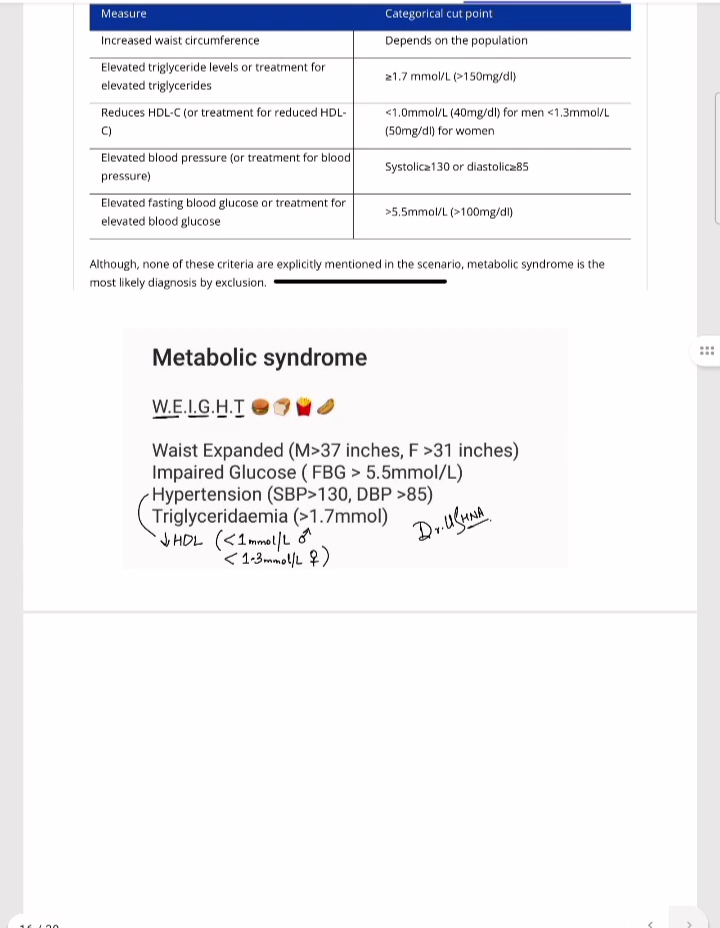 Measure Categorical cut point
Increased waist circumference Depends on the population
Elevated triglyceride levels or treatment for
elevated triglycerides
≥1.7 mmol/L (>150mg/dl)
Reduces HDL-C (or treatment for reduced HDL-
C)
<1.0mmol/L (40mg/dl) for men <1.3mmol/L
(50mg/dl) for women
Elevated blood pressure (or treatment for blood
pressure)
Systolic≥130 or diastolic≥85
Elevated fasting blood glucose or treatment for
elevated blood glucose
>5.5mmol/L (>100mg/dl)
Although, none of these criteria are explicitly mentioned in the scenario, metabolic syndrome is the
most likely diagnosis by exclusion.
Metabolic syndrome
W.E.I.G.H.T 🍔🍞🍟🌭
Waist Expanded (M>37 inches, F >31 inches)
Impaired Glucose ( FBG > 5.5mmol/L)
Hypertension (SBP>130, DBP >85)
Triglyceridaemia (>1.7mmol)
Dr.USHNA
↓HDL (<1mmol/L ♂
<1.3mmol/L ♀)